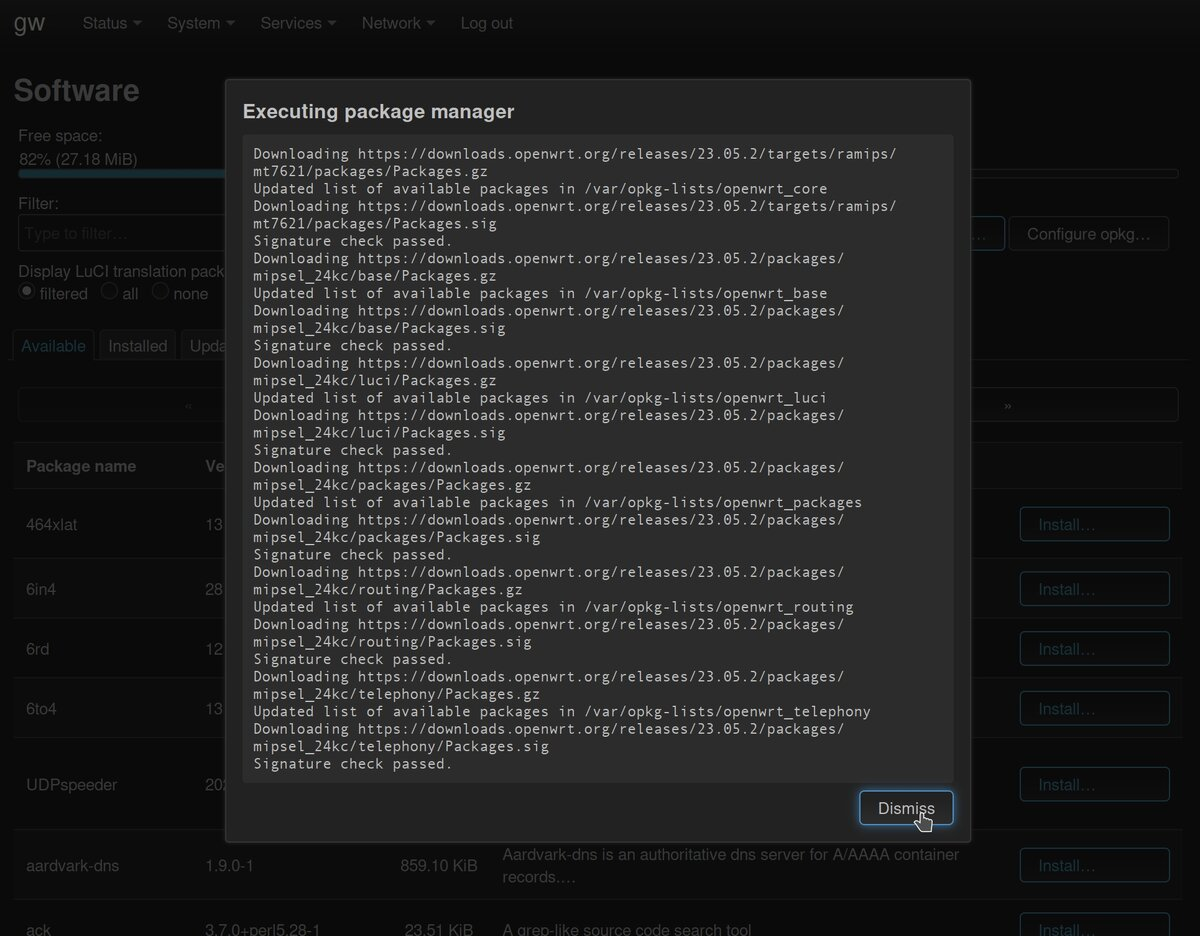 gw Status System Services Network Log out
Software
Free space:
82% (27.18 MiB)
Filter:
Type to filter…
… Configure opkg…
Display LuCI translation pack
filtered all none
Available Installed Upda
« »
Package name Ve
464xlat 13 Install…
6in4 28 Install…
6rd 12 Install…
6to4 13 Install…
UDPspeeder 202 Install…
aardvark-dns 1.9.0-1 859.10 KiB Aardvark-dns is an authoritative dns server for A/AAAA container records.… Install…
ack 3.7.0+perl5.28-1 23.51 KiB A grep-like source code search tool Install…
Executing package manager
Downloading https://downloads.openwrt.org/releases/23.05.2/targets/ramips/
mt7621/packages/Packages.gz
Updated list of available packages in /var/opkg-lists/openwrt_core
Downloading https://downloads.openwrt.org/releases/23.05.2/targets/ramips/
mt7621/packages/Packages.sig
Signature check passed.
Downloading https://downloads.openwrt.org/releases/23.05.2/packages/
mipsel_24kc/base/Packages.gz
Updated list of available packages in /var/opkg-lists/openwrt_base
Downloading https://downloads.openwrt.org/releases/23.05.2/packages/
mipsel_24kc/base/Packages.sig
Signature check passed.
Downloading https://downloads.openwrt.org/releases/23.05.2/packages/
mipsel_24kc/luci/Packages.gz
Updated list of available packages in /var/opkg-lists/openwrt_luci
Downloading https://downloads.openwrt.org/releases/23.05.2/packages/
mipsel_24kc/luci/Packages.sig
Signature check passed.
Downloading https://downloads.openwrt.org/releases/23.05.2/packages/
mipsel_24kc/packages/Packages.gz
Updated list of available packages in /var/opkg-lists/openwrt_packages
Downloading https://downloads.openwrt.org/releases/23.05.2/packages/
mipsel_24kc/packages/Packages.sig
Signature check passed.
Downloading https://downloads.openwrt.org/releases/23.05.2/packages/
mipsel_24kc/routing/Packages.gz
Updated list of available packages in /var/opkg-lists/openwrt_routing
Downloading https://downloads.openwrt.org/releases/23.05.2/packages/
mipsel_24kc/routing/Packages.sig
Signature check passed.
Downloading https://downloads.openwrt.org/releases/23.05.2/packages/
mipsel_24kc/telephony/Packages.gz
Updated list of available packages in /var/opkg-lists/openwrt_telephony
Downloading https://downloads.openwrt.org/releases/23.05.2/packages/
mipsel_24kc/telephony/Packages.sig
Signature check passed.
Dismiss